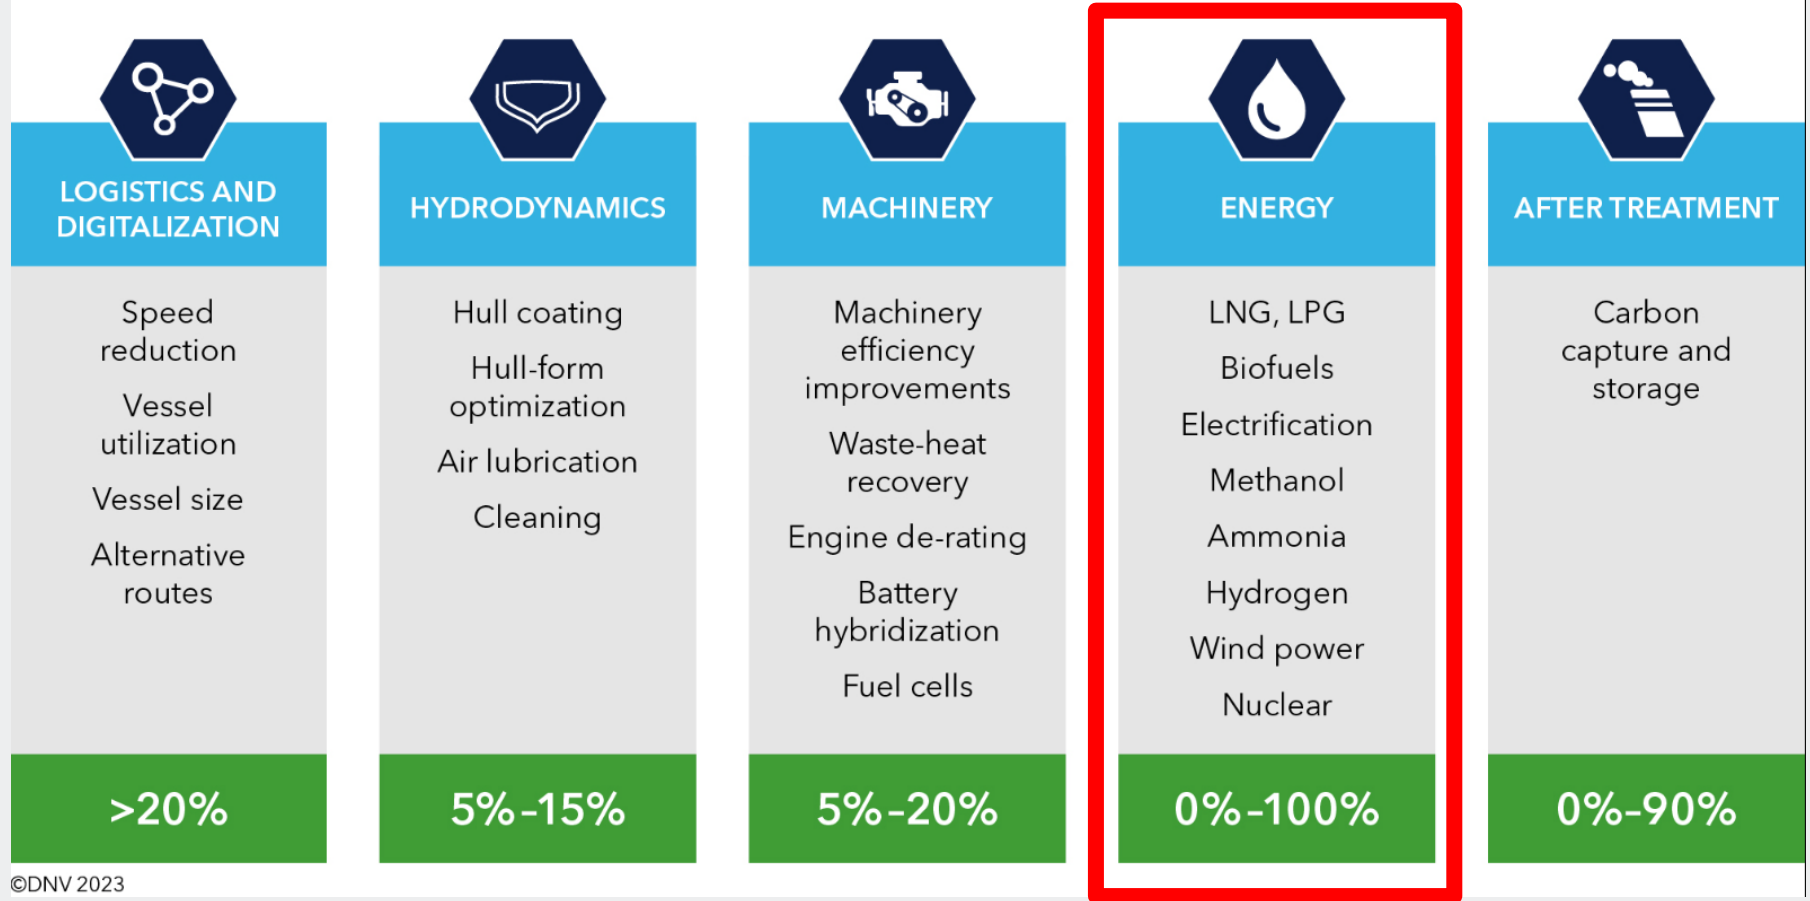 LOGISTICS AND
DIGITALIZATION
Speed
reduction
Vessel
utilization
Vessel size
Alternative
routes
>20%
HYDRODYNAMICS
Hull coating
Hull-form
optimization
Air lubrication
Cleaning
5%-15%
MACHINERY
Machinery
efficiency
improvements
Waste-heat
recovery
Engine de-rating
Battery
hybridization
Fuel cells
5%-20%
ENERGY
LNG, LPG
Biofuels
Electrification
Methanol
Ammonia
Hydrogen
Wind power
Nuclear
0%-100%
AFTER TREATMENT
Carbon
capture and
storage
0%-90%
©DNV 2023